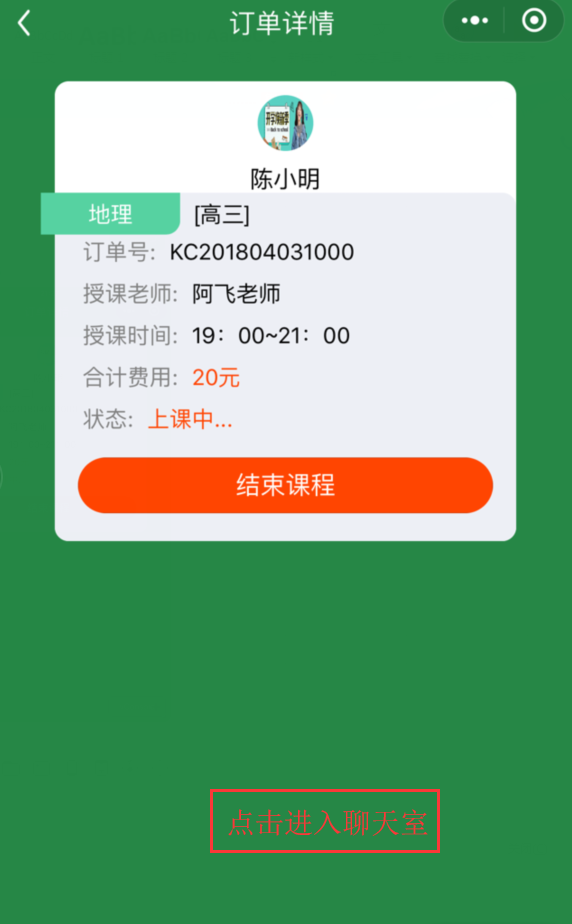 订单详情
陈小明
地理 [高三]
订单号: KC201804031000
授课老师: 阿飞老师
授课时间: 19：00~21：00
合计费用: 20元
状态: 上课中...
结束课程
点击进入聊天室